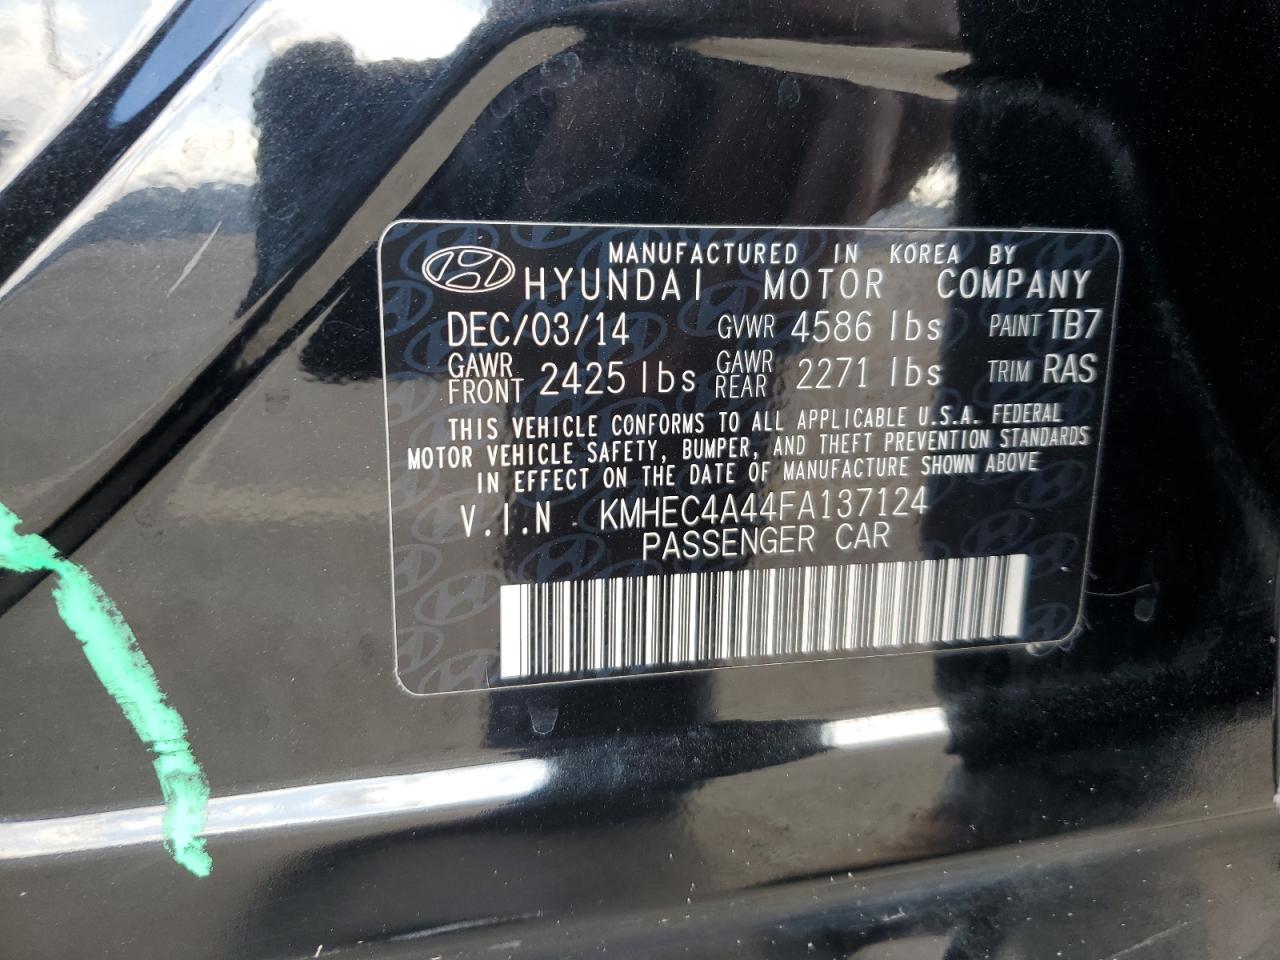 MANUFACTURED IN KOREA BY
HYUNDAI MOTOR COMPANY
DEC/03/14 GVWR 4586 lbs PAINT TB7
GAWR FRONT 2425 lbs GAWR REAR 2271 lbs TRIM RAS
THIS VEHICLE CONFORMS TO ALL APPLICABLE U.S.A. FEDERAL
MOTOR VEHICLE SAFETY, BUMPER, AND THEFT PREVENTION STANDARDS
IN EFFECT ON THE DATE OF MANUFACTURE SHOWN ABOVE
V.I.N KMHEC4A44FA137124
PASSENGER CAR